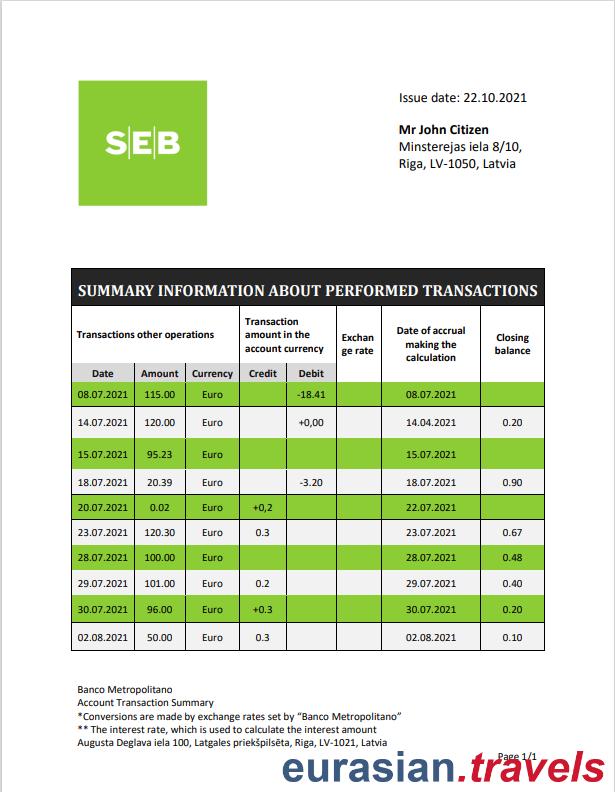 Issue date: 22.10.2021
SEB
Mr John Citizen
Minsterejas iela 8/10,
Riga, LV-1050, Latvia
SUMMARY INFORMATION ABOUT PERFORMED TRANSACTIONS
Transactions other operations
Transaction amount in the account currency
Exchan ge rate
Date of accrual making the calculation
Closing balance
Date Amount Currency Credit Debit
08.07.2021 115.00 Euro -18.41 08.07.2021
14.07.2021 120.00 Euro +0,00 14.04.2021 0.20
15.07.2021 95.23 Euro 15.07.2021
18.07.2021 20.39 Euro -3.20 18.07.2021 0.90
20.07.2021 0.02 Euro +0,2 22.07.2021
23.07.2021 120.30 Euro 0.3 23.07.2021 0.67
28.07.2021 100.00 Euro 28.07.2021 0.48
29.07.2021 101.00 Euro 0.2 29.07.2021 0.40
30.07.2021 96.00 Euro +0.3 30.07.2021 0.20
02.08.2021 50.00 Euro 0.3 02.08.2021 0.10
Banco Metropolitano
Account Transaction Summary
*Conversions are made by exchange rates set by “Banco Metropolitano”
** The interest rate, which is used to calculate the interest amount
Augusta Deglava iela 100, Latgales priekšpilsēta, Riga, LV-1021, Latvia
Page 1/1
eurasian.travels